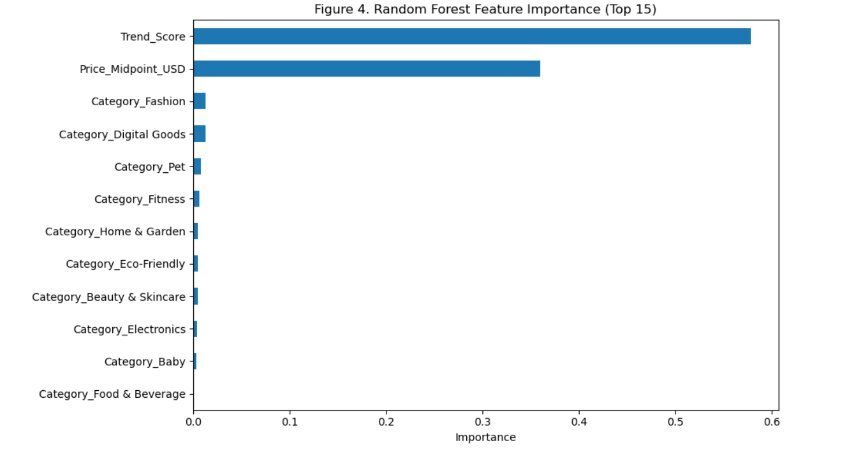 Figure 4. Random Forest Feature Importance (Top 15)
Trend_Score
Price_Midpoint_USD
Category_Fashion
Category_Digital Goods
Category_Pet
Category_Fitness
Category_Home & Garden
Category_Eco-Friendly
Category_Beauty & Skincare
Category_Electronics
Category_Baby
Category_Food & Beverage
0.0 0.1 0.2 0.3 0.4 0.5 0.6
Importance